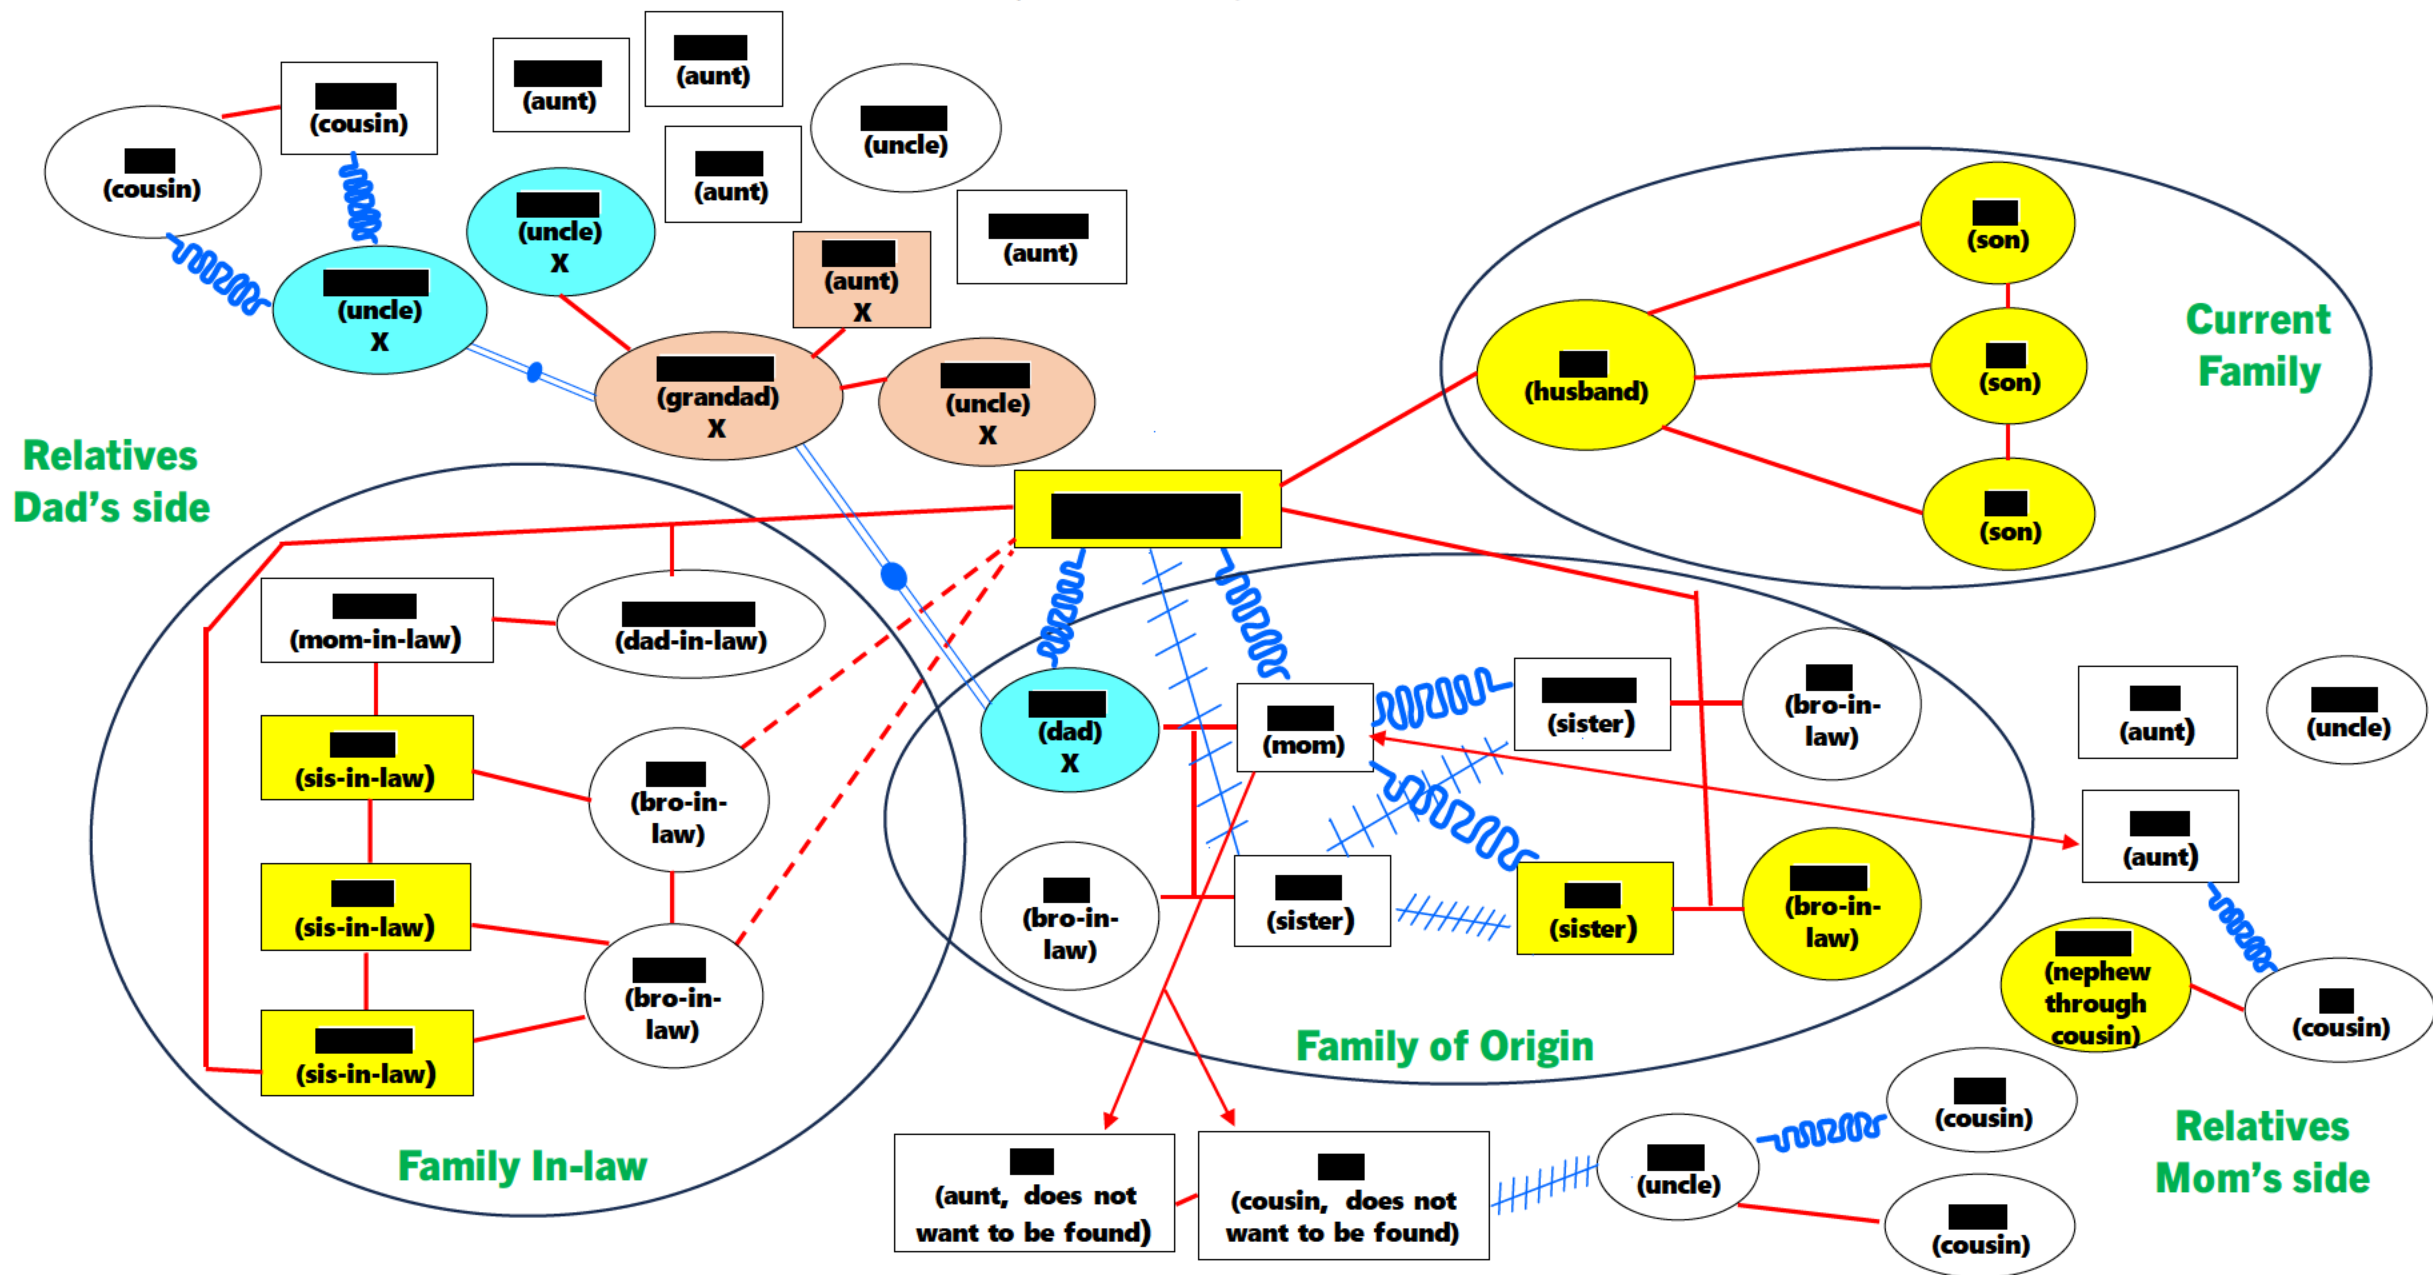 (aunt)
(aunt)
(cousin)
(uncle)
(aunt)
(cousin)
(uncle)
X
(aunt)
(aunt)
X
(uncle)
X
(grandad)
X
(uncle)
X
Relatives
Dad's side
(husband)
(son)
(son)
(son)
Current
Family
(mom-in-law)
(dad-in-law)
(sis-in-law)
(bro-in-
law)
(sis-in-law)
(bro-in-
law)
(sis-in-law)
Family In-law
(dad)
X
(mom)
(sister)
(bro-in-
law)
(bro-in-
law)
(sister)
(sister)
(bro-in-
law)
Family of Origin
(aunt)
(uncle)
(aunt)
(nephew
through
cousin)
(cousin)
(aunt, does not
want to be found)
(cousin, does not
want to be found)
(uncle)
(cousin)
(cousin)
Relatives
Mom's side